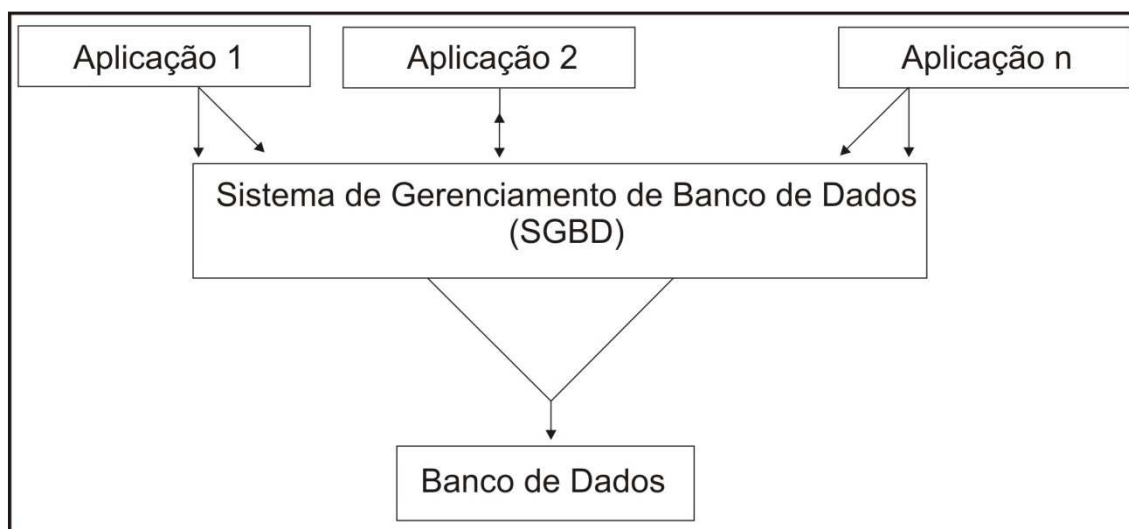 Aplicação 1
Aplicação 2
Aplicação n
Sistema de Gerenciamento de Banco de Dados
(SGBD)
Banco de Dados